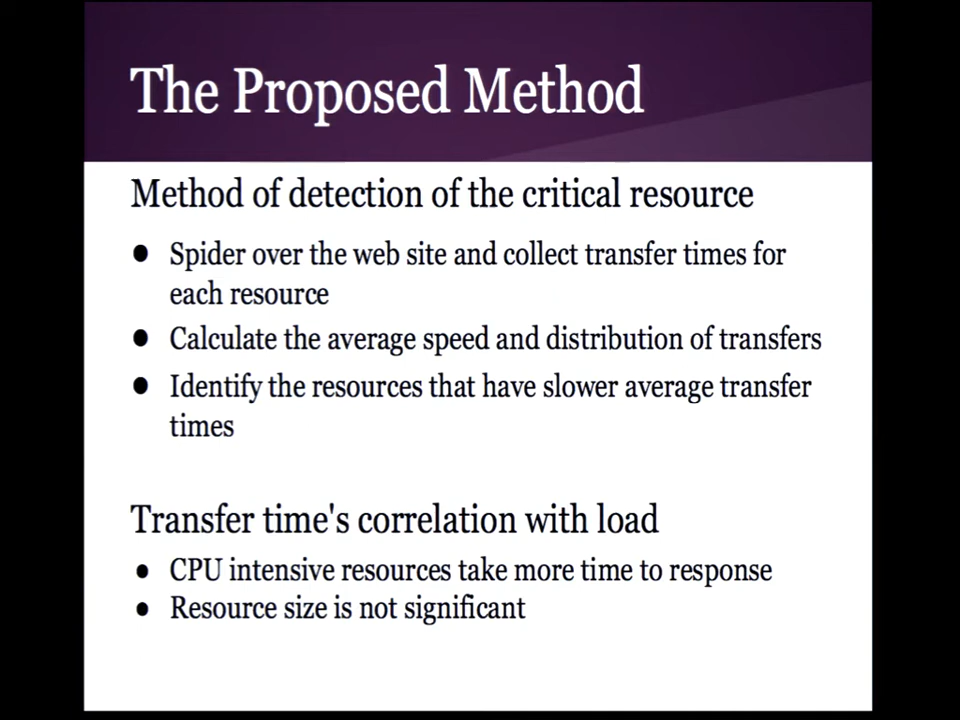 The Proposed Method
Method of detection of the critical resource
● Spider over the web site and collect transfer times for
each resource
● Calculate the average speed and distribution of transfers
● Identify the resources that have slower average transfer
times
Transfer time's correlation with load
● CPU intensive resources take more time to response
● Resource size is not significant